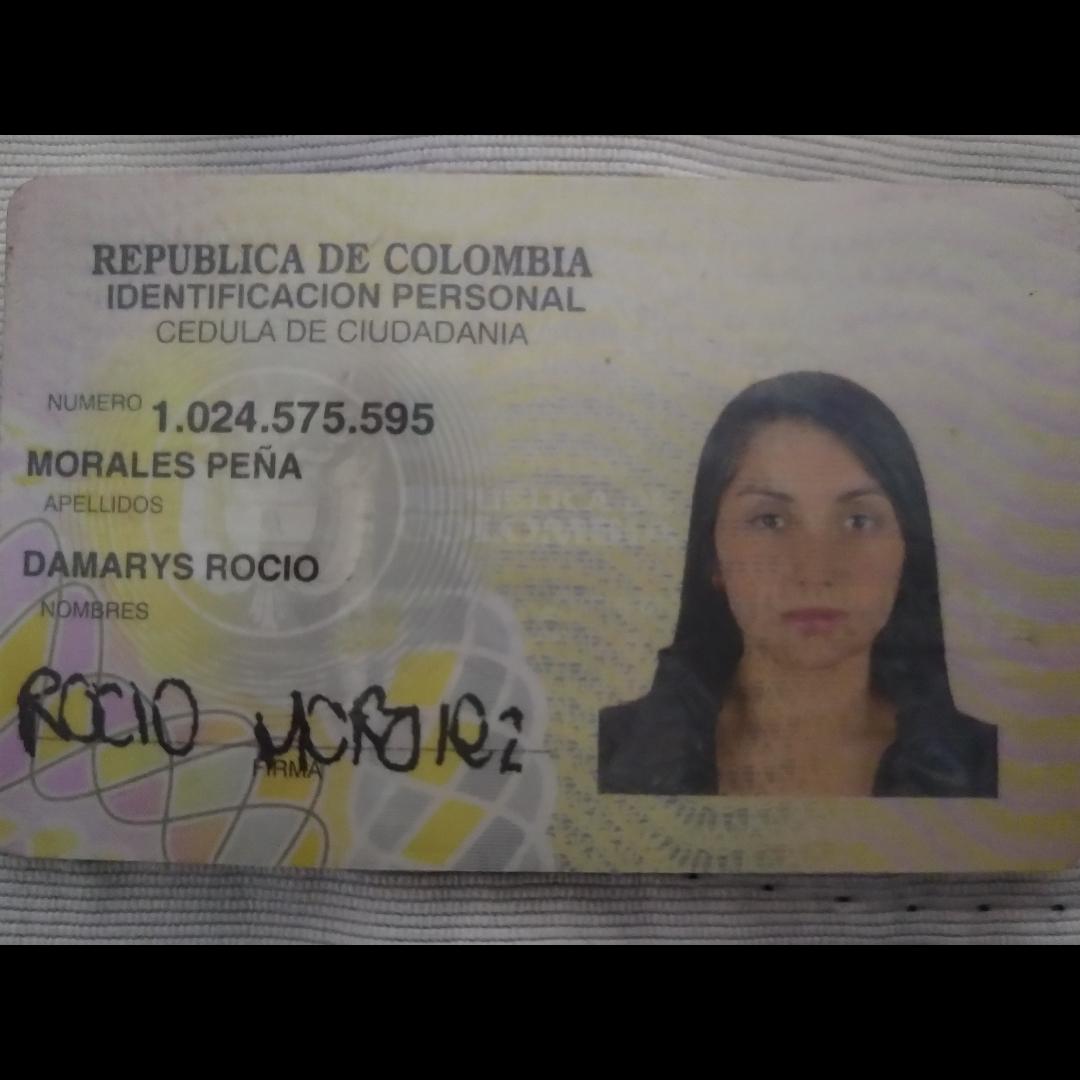 REPUBLICA DE COLOMBIA
IDENTIFICACION PERSONAL
CEDULA DE CIUDADANIA
NUMERO 1.024.575.595
MORALES PEÑA
APELLIDOS
DAMARYS ROCIO
NOMBRES
ROCIO
FIRMA